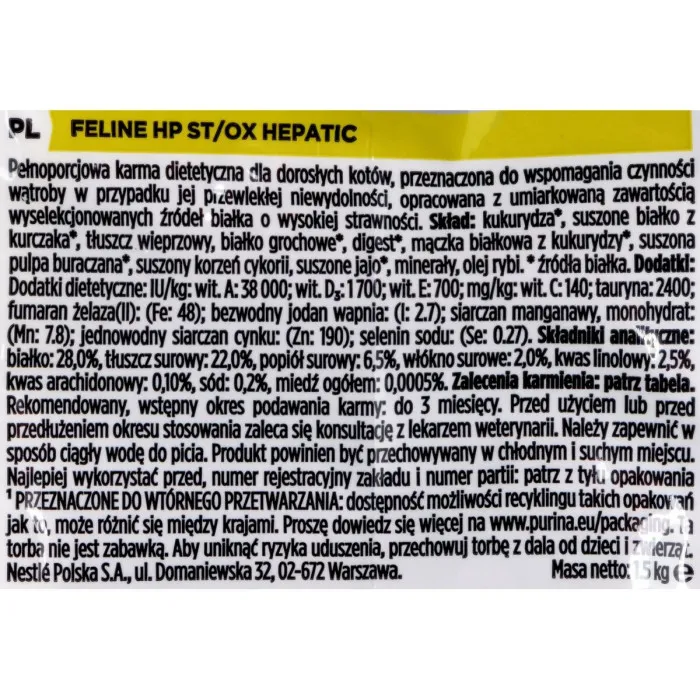 PL FELINE HP ST/OX HEPATIC
Pełnoporcjowa karma dietetyczna dla dorosłych kotów, przeznaczona do wspomagania czynności
wątroby w przypadku jej przewlekłej niewydolności, opracowana z umiarkowaną zawartością
wyselekcjonowanych źródeł białka o wysokiej strawności. Skład: kukurydza*, suszone białko z
kurczaka*, tłuszcz wieprzowy, białko grochowe*, digest*, mączka białkowa z kukurydzy*, suszona
pulpa buraczana*, suszony korzeń cykorii, suszone jajo*, minerały, olej rybi. * źródła białka. Dodatki:
Dodatki dietetyczne: IU/kg: wit. A: 38 000; wit. D₃: 1 700; wit. E: 700; mg/kg: wit. C: 140; tauryna: 2400;
fumaran żelaza(II): (Fe: 48); bezwodny jodan wapnia: (I: 2.7); siarczan manganawy, monohydrat:
(Mn: 7.8); jednowodny siarczan cynku: (Zn: 190); selenin sodu: (Se: 0.27). Składniki analityczne:
białko: 28,0%, tłuszcz surowy: 22,0%, popiół surowy: 6,5%, włókno surowe: 2,0%, kwas linolowy: 2,5%,
kwas arachidonowy: 0,10%, sód: 0,2%, miedź ogółem: 0,0005%. Zalecenia karmienia: patrz tabela.
Rekomendowany, wstępny okres podawania karmy: do 3 miesięcy. Przed użyciem lub przed
przedłużeniem okresu stosowania zaleca się konsultację z lekarzem weterynarii. Należy zapewnić w
sposób ciągły wodę do picia. Produkt powinien być przechowywany w chłodnym i suchym miejscu.
Najlepiej wykorzystać przed, numer rejestracyjny zakładu i numer partii: patrz z tyłu opakowania
¹ PRZEZNACZONE DO WTÓRNEGO PRZETWARZANIA: dostępność możliwości recyklingu takich opakowań
jak to, może różnić się między krajami. Proszę dowiedz się więcej na www.purina.eu/packaging. Ta
torba nie jest zabawką. Aby uniknąć ryzyka uduszenia, przechowuj torbę z dala od dzieci i zwierząt.
Nestlé Polska S.A., ul. Domaniewska 32, 02-672 Warszawa. Masa netto: 1.5 kg ℮